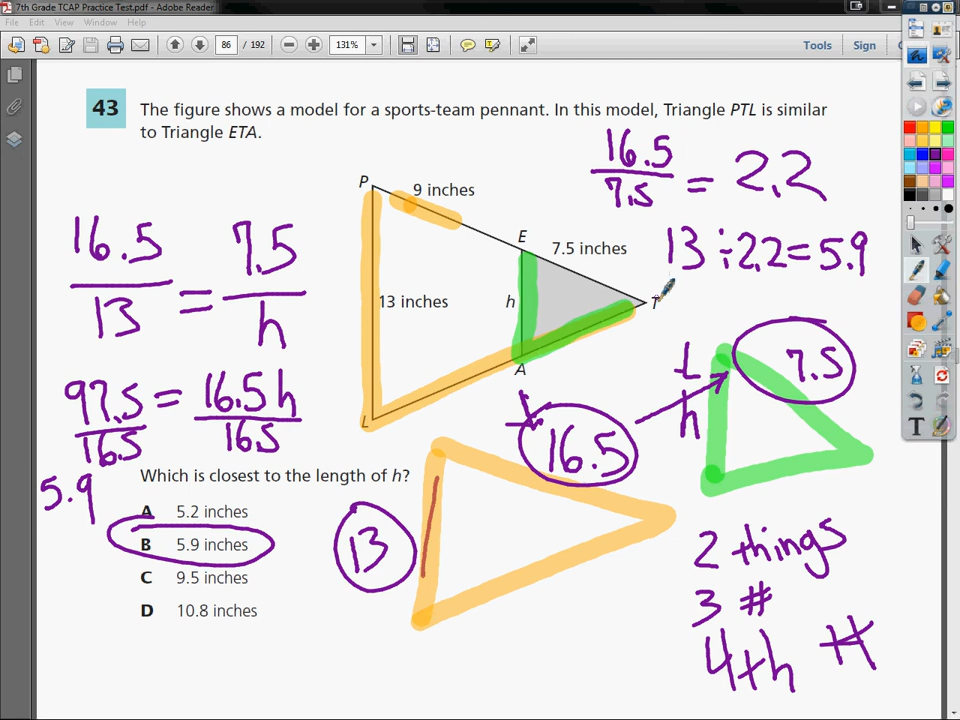 7th Grade TCAP Practice Test.pdf - Adobe Reader
File Edit View Window Help
86 / 192 131% Tools Sign
43 The figure shows a model for a sports-team pennant. In this model, Triangle PTL is similar
to Triangle ETA.
16.5
7.5
= 2.2
13 ÷ 2.2 = 5.9
P
9 inches
E
7.5 inches
13 inches
h
T
A
L
16.5
13
=
7.5
h
97.5 = 16.5h
16.5 16.5
5.9
16.5
7.5
h
13
Which is closest to the length of h?
A 5.2 inches
B 5.9 inches
C 9.5 inches
D 10.8 inches
2 things
3 #
4th #
T